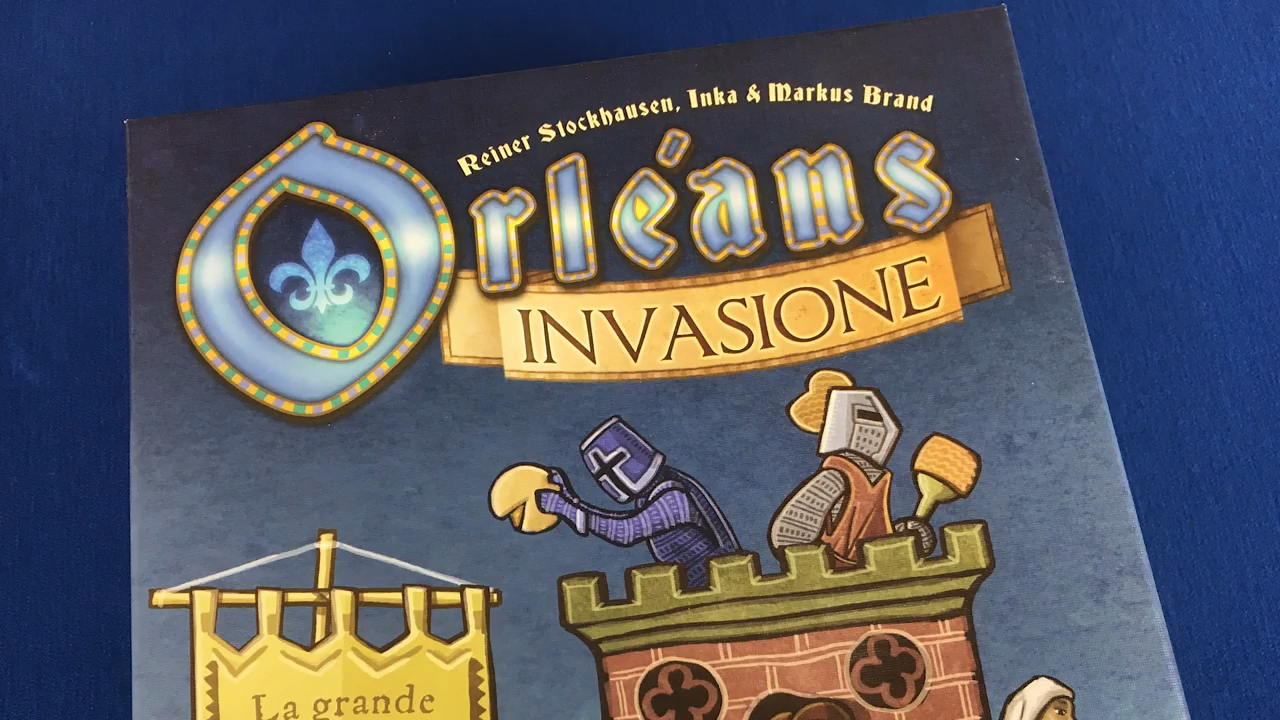 Reiner Stockhausen, Inka & Markus Brand
Orléans
INVASIONE
La grande